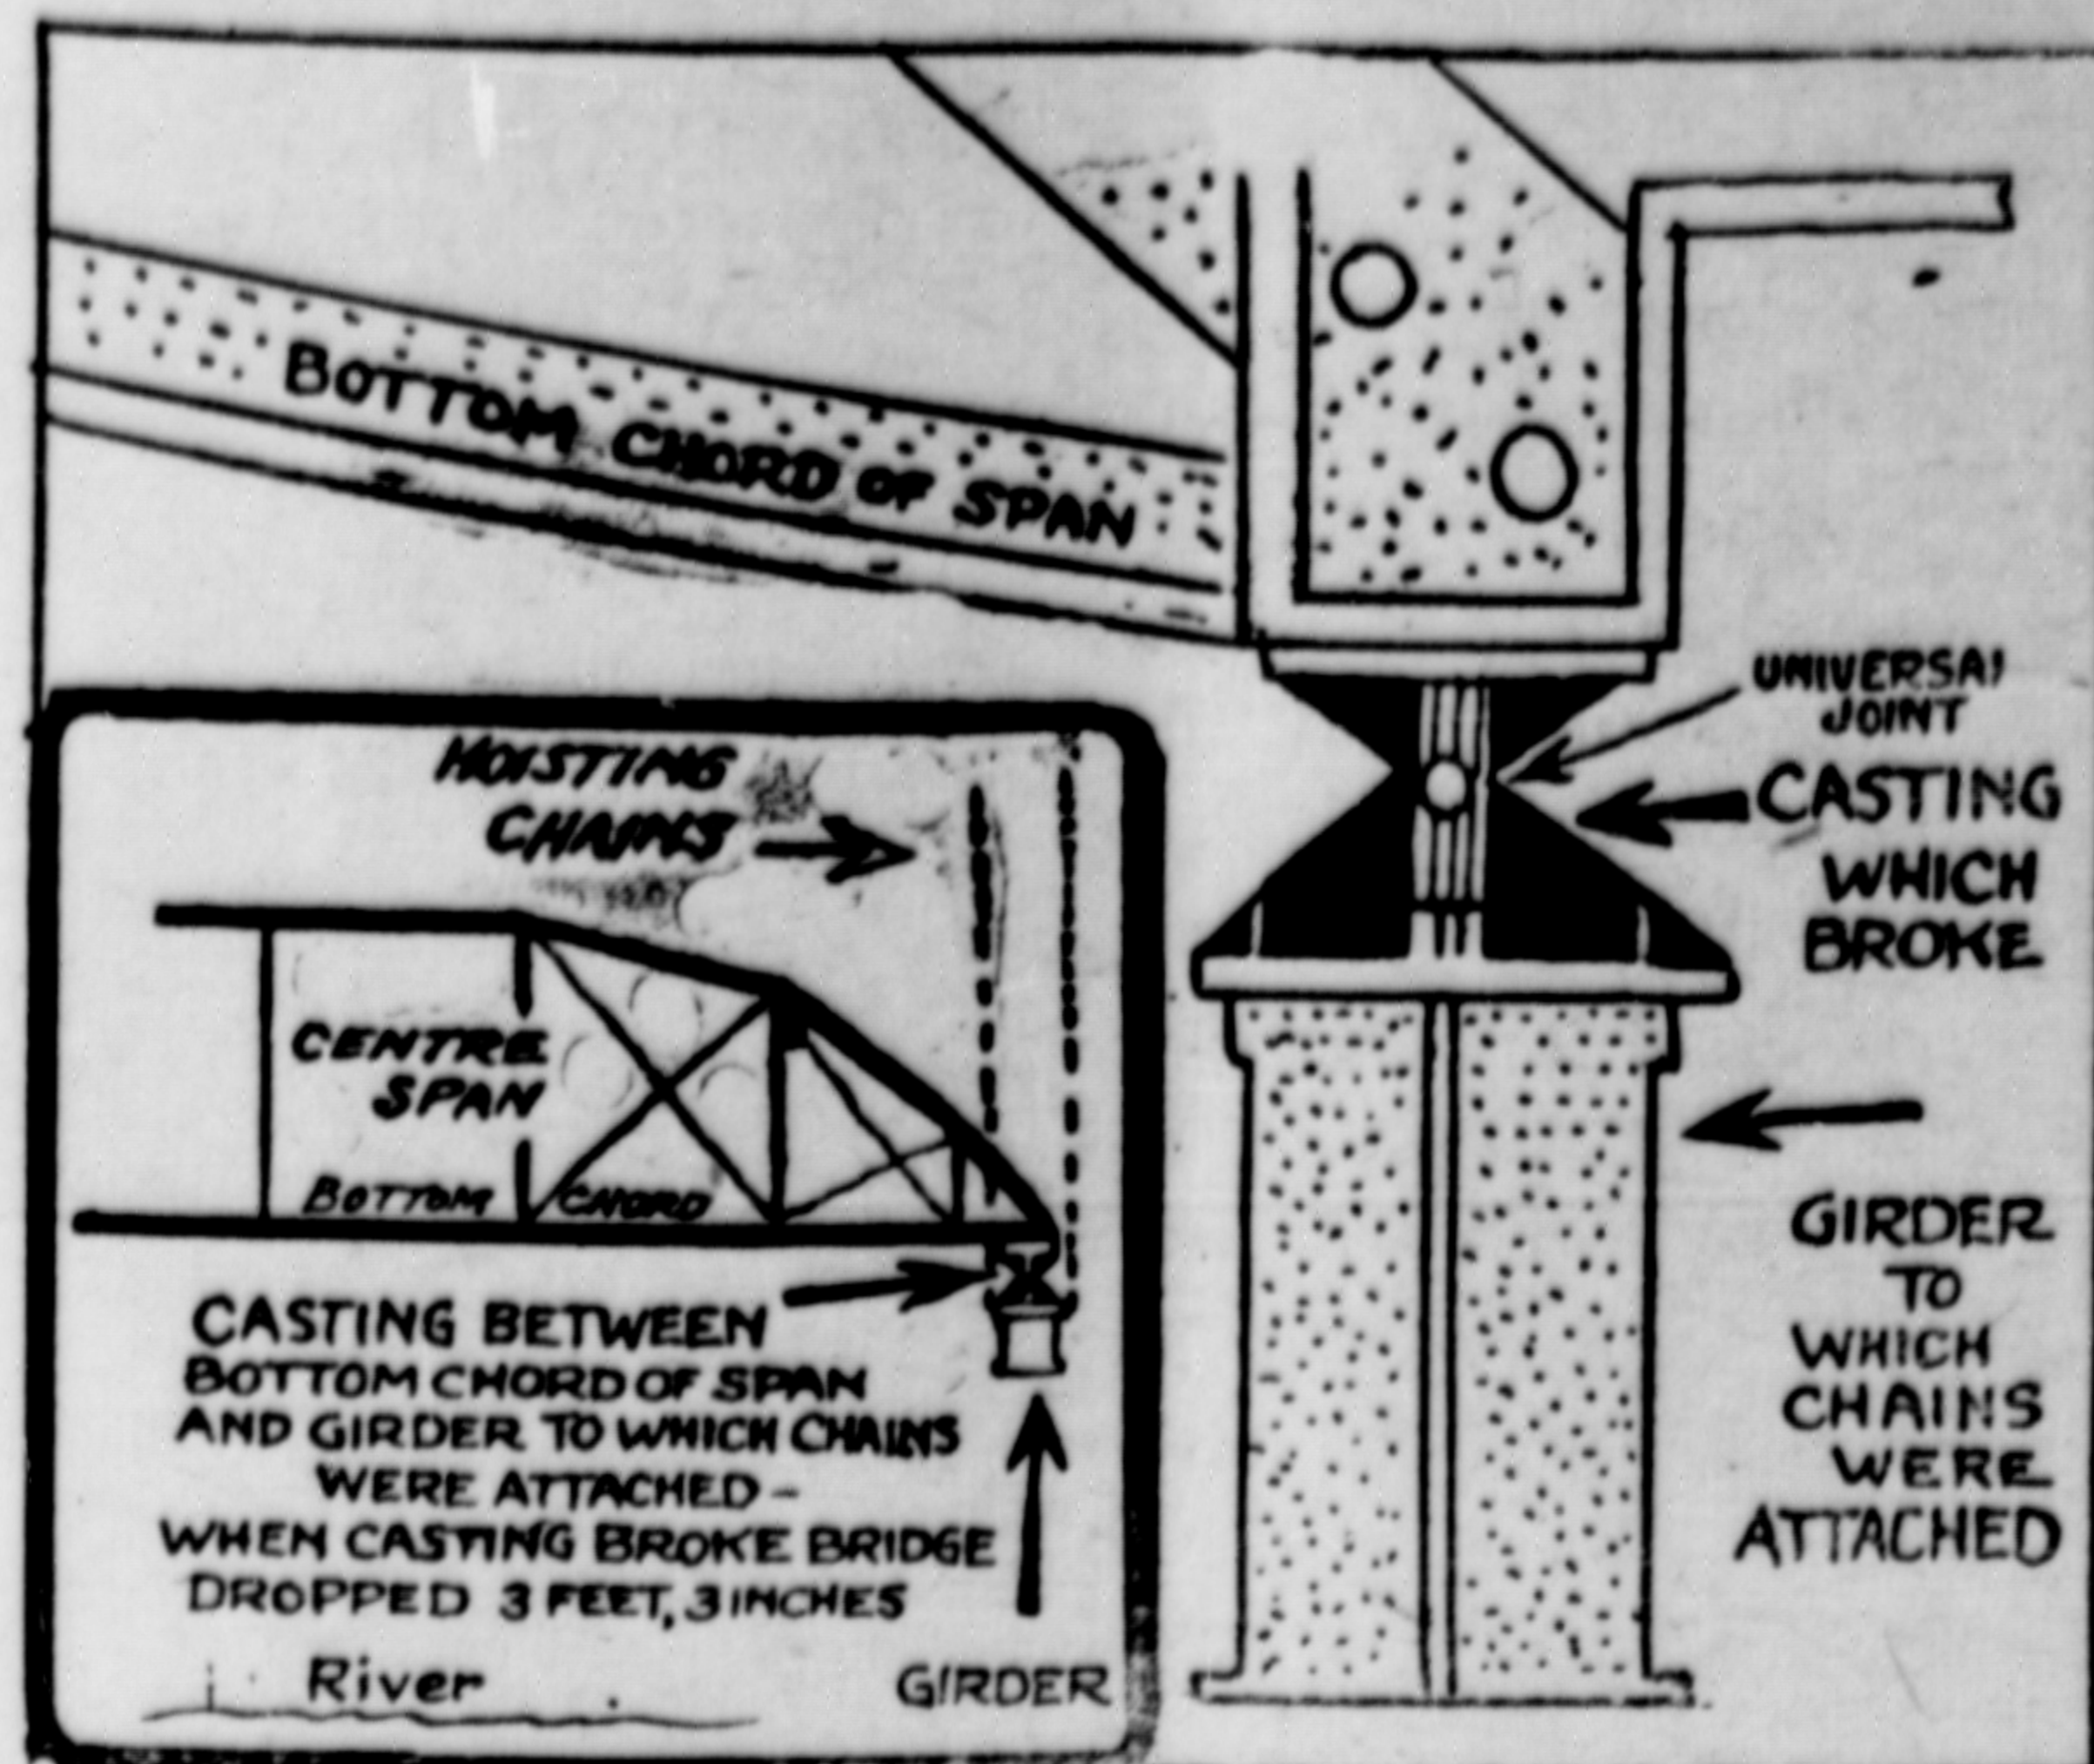 BOTTOM CHORD OF SPAN
UNIVERSAL
JOINT
CASTING
WHICH
BROKE
GIRDER
TO
WHICH
CHAINS
WERE
ATTACHED
HOISTING
CHAINS
CENTRE
SPAN
BOTTOM CHORD
CASTING BETWEEN
BOTTOM CHORD OF SPAN
AND GIRDER TO WHICH CHAINS
WERE ATTACHED -
WHEN CASTING BROKE BRIDGE
DROPPED 3 FEET, 3 INCHES
River
GIRDER